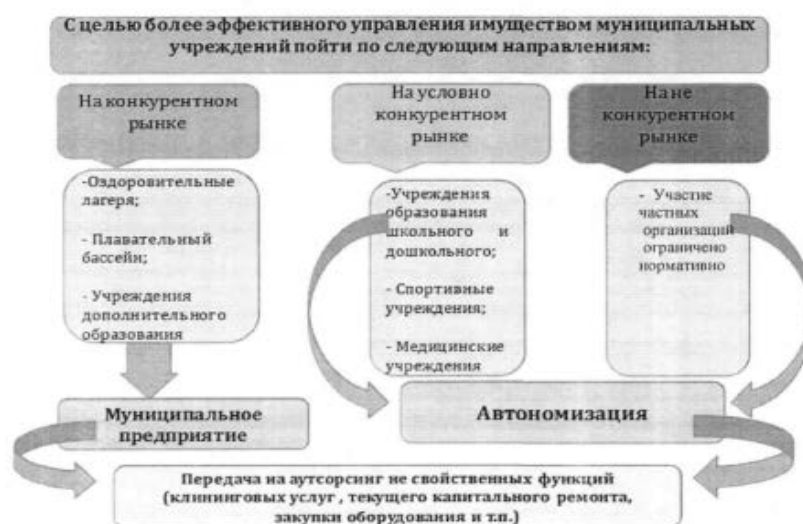 С целью более эффективного управления имуществом муниципальных
учреждений пойти по следующим направлениям:
На конкурентном
рынке
На условно
конкурентном
рынке
На не
конкурентном
рынке
-Оздоровительные
лагеря;
- Плавательный
бассейн;
- Учреждения
дополнительного
образования
-Учреждения
образования
школьного и
дошкольного;
- Спортивные
учреждения;
- Медицинские
учреждения
- Участие
частных
организаций
ограничено
нормативно
Муниципальное
предприятие
Автономизация
Передача на аутсорсинг не свойственных функций
(клининговых услуг , текущего капитального ремонта,
закупки оборудования и т.п.)